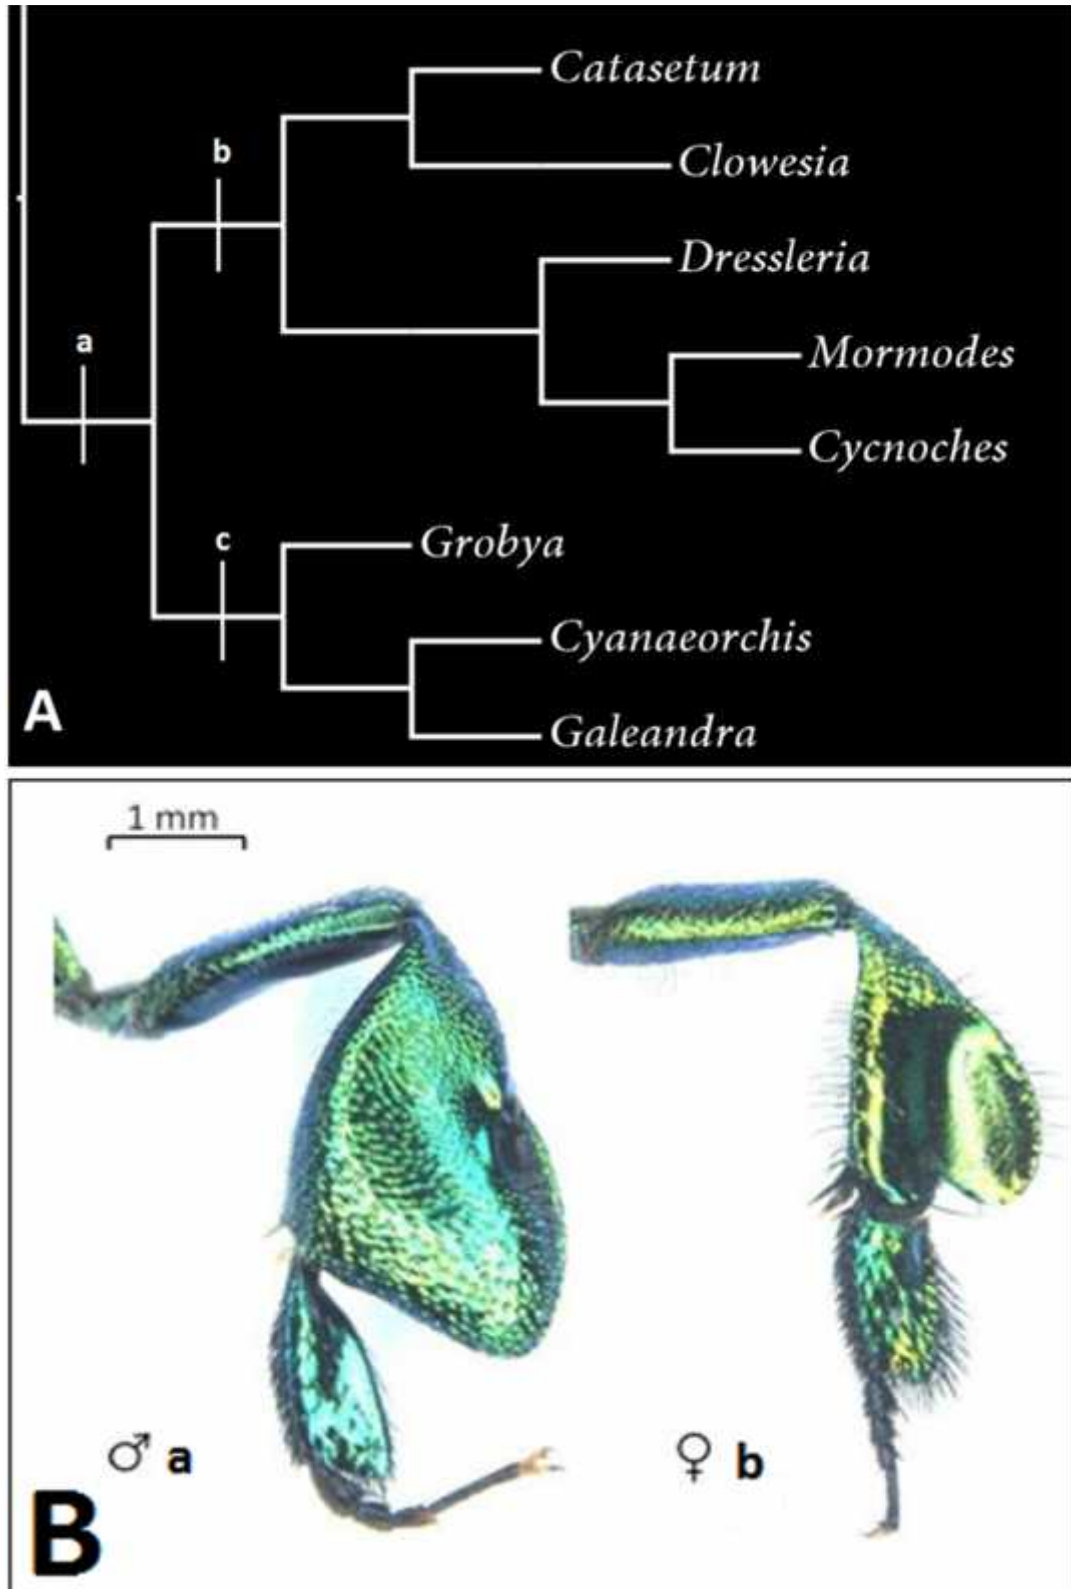 Catasetum
b
Clowesia
Dressleria
a
Mormodes
Cycnoches
c
Grobya
Cyanaeorchis
A
Galeandra
1 mm
♂ a
♀ b
B